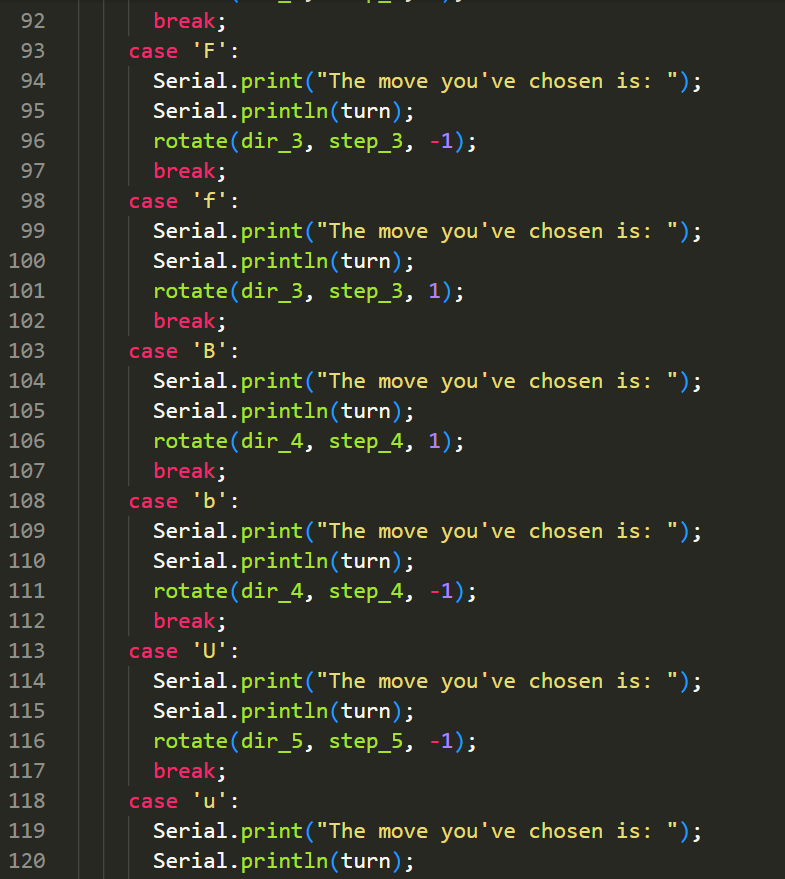 92 break;
93 case 'F':
94 Serial.print("The move you've chosen is: ");
95 Serial.println(turn);
96 rotate(dir_3, step_3, -1);
97 break;
98 case 'f':
99 Serial.print("The move you've chosen is: ");
100 Serial.println(turn);
101 rotate(dir_3, step_3, 1);
102 break;
103 case 'B':
104 Serial.print("The move you've chosen is: ");
105 Serial.println(turn);
106 rotate(dir_4, step_4, 1);
107 break;
108 case 'b':
109 Serial.print("The move you've chosen is: ");
110 Serial.println(turn);
111 rotate(dir_4, step_4, -1);
112 break;
113 case 'U':
114 Serial.print("The move you've chosen is: ");
115 Serial.println(turn);
116 rotate(dir_5, step_5, -1);
117 break;
118 case 'u':
119 Serial.print("The move you've chosen is: ");
120 Serial.println(turn);